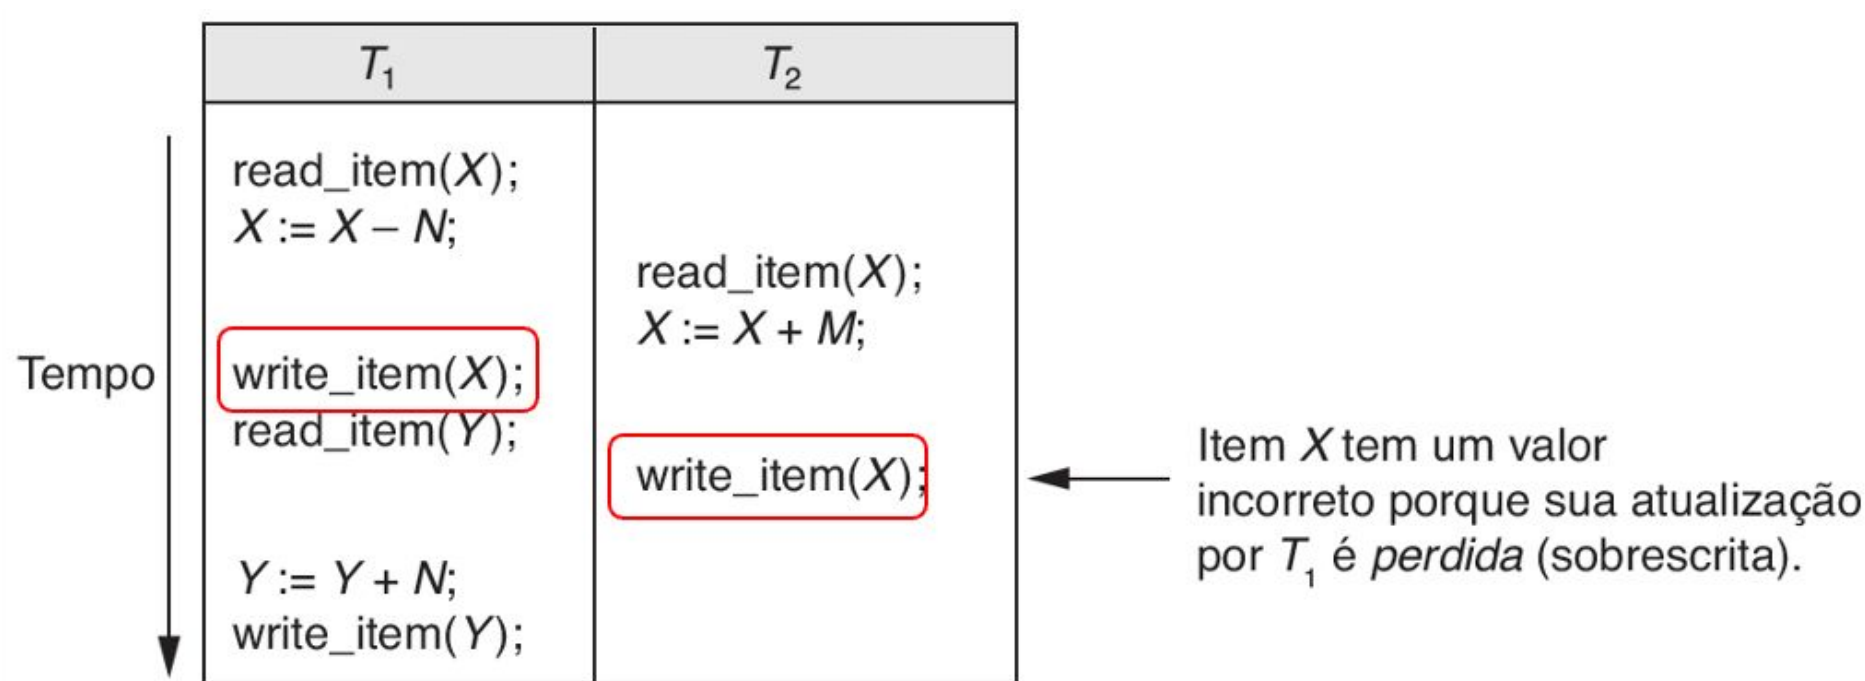 T₁ T₂
read_item(X);
X := X – N;
read_item(X);
X := X + M;
Tempo
write_item(X);
read_item(Y);
write_item(X);
Item X tem um valor
incorreto porque sua atualização
por T₁ é perdida (sobrescrita).
Y := Y + N;
write_item(Y);